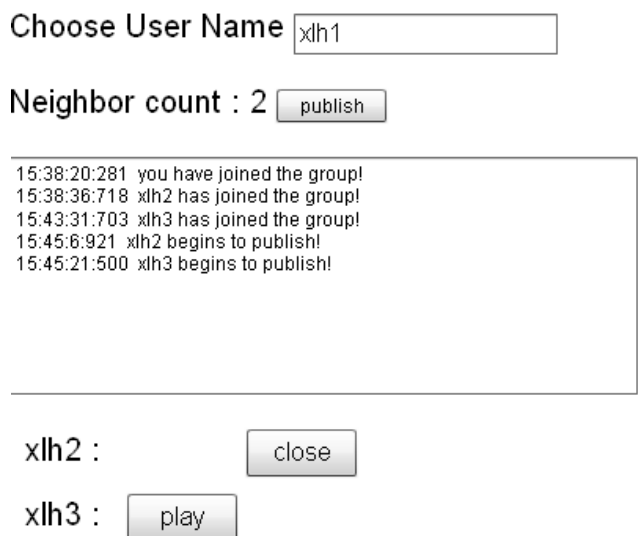 Choose User Name xlh1
Neighbor count : 2 publish
15:38:20:281 you have joined the group!
15:38:36:718 xlh2 has joined the group!
15:43:31:703 xlh3 has joined the group!
15:45:6:921 xlh2 begins to publish!
15:45:21:500 xlh3 begins to publish!
xlh2 : close
xlh3 : play